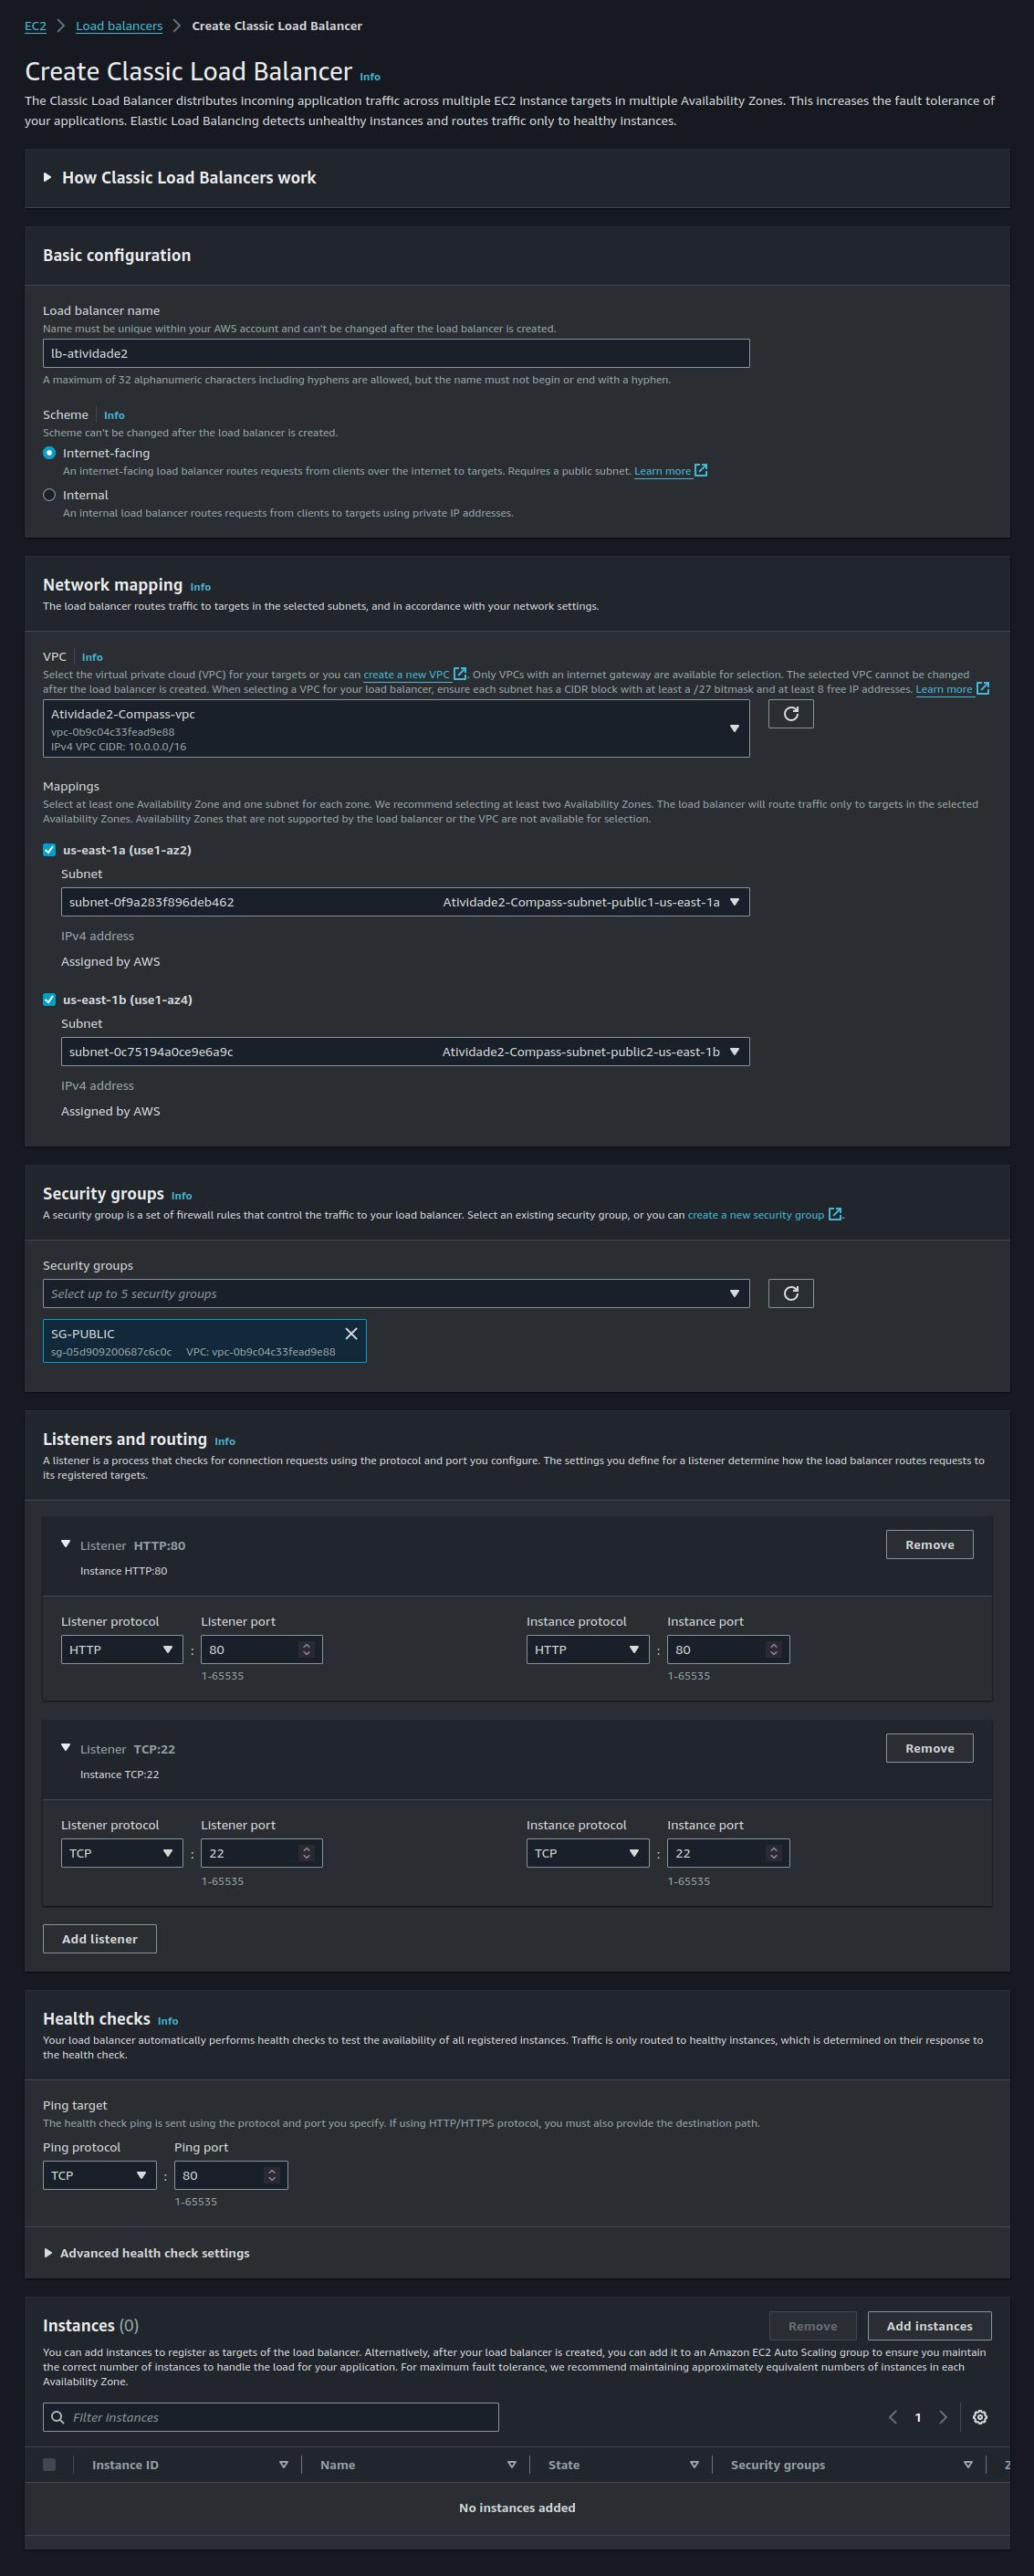 EC2 > Load balancers > Create Classic Load Balancer
Create Classic Load Balancer Info
The Classic Load Balancer distributes incoming application traffic across multiple EC2 instance targets in multiple Availability Zones. This increases the fault tolerance of
your applications. Elastic Load Balancing detects unhealthy instances and routes traffic only to healthy instances.
How Classic Load Balancers work
Basic configuration
Load balancer name
Name must be unique within your AWS account and can't be changed after the load balancer is created.
lb-atividade2
A maximum of 32 alphanumeric characters including hyphens are allowed, but the name must not begin or end with a hyphen.
Scheme Info
Scheme can't be changed after the load balancer is created.
Internet-facing
An internet-facing load balancer routes requests from clients over the internet to targets. Requires a public subnet. Learn more
Internal
An internal load balancer routes requests from clients to targets using private IP addresses.
Network mapping Info
The load balancer routes traffic to targets in the selected subnets, and in accordance with your network settings.
VPC Info
Select the virtual private cloud (VPC) for your targets or you can create a new VPC . Only VPCs with an internet gateway are available for selection. The selected VPC cannot be changed
after the load balancer is created. When selecting a VPC for your load balancer, ensure each subnet has a CIDR block with at least a /27 bitmask and at least 8 free IP addresses. Learn more
Atividade2-Compass-vpc
vpc-0b9c04c33fead9e88
IPv4 VPC CIDR: 10.0.0.0/16
Mappings
Select at least one Availability Zone and one subnet for each zone. We recommend selecting at least two Availability Zones. The load balancer will route traffic only to targets in the selected
Availability Zones. Availability Zones that are not supported by the load balancer or the VPC are not available for selection.
us-east-1a (use1-az2)
Subnet
subnet-0f9a283f896deb462 Atividade2-Compass-subnet-public1-us-east-1a
IPv4 address
Assigned by AWS
us-east-1b (use1-az4)
Subnet
subnet-0c75194a0ce9e6a9c Atividade2-Compass-subnet-public2-us-east-1b
IPv4 address
Assigned by AWS
Security groups Info
A security group is a set of firewall rules that control the traffic to your load balancer. Select an existing security group, or you can create a new security group .
Security groups
Select up to 5 security groups
SG-PUBLIC
sg-05d909200687c6c0c VPC: vpc-0b9c04c33fead9e88
Listeners and routing Info
A listener is a process that checks for connection requests using the protocol and port you configure. The settings you define for a listener determine how the load balancer routes requests to
its registered targets.
Listener HTTP:80 Remove
Instance HTTP:80
Listener protocol Listener port Instance protocol Instance port
HTTP : 80 HTTP : 80
1-65535 1-65535
Listener TCP:22 Remove
Instance TCP:22
Listener protocol Listener port Instance protocol Instance port
TCP : 22 TCP : 22
1-65535 1-65535
Add listener
Health checks Info
Your load balancer automatically performs health checks to test the availability of all registered instances. Traffic is only routed to healthy instances, which is determined on their response to
the health check.
Ping target
The health check ping is sent using the protocol and port you specify. If using HTTP/HTTPS protocol, you must also provide the destination path.
Ping protocol Ping port
TCP : 80
1-65535
Advanced health check settings
Instances (0) Remove Add instances
You can add instances to register as targets of the load balancer. Alternatively, after your load balancer is created, you can add it to an Amazon EC2 Auto Scaling group to ensure you maintain
the correct number of instances to handle the load for your application. For maximum fault tolerance, we recommend maintaining approximately equivalent numbers of instances in each
Availability Zone.
Filter instances 1
Instance ID Name State Security groups Z
No instances added